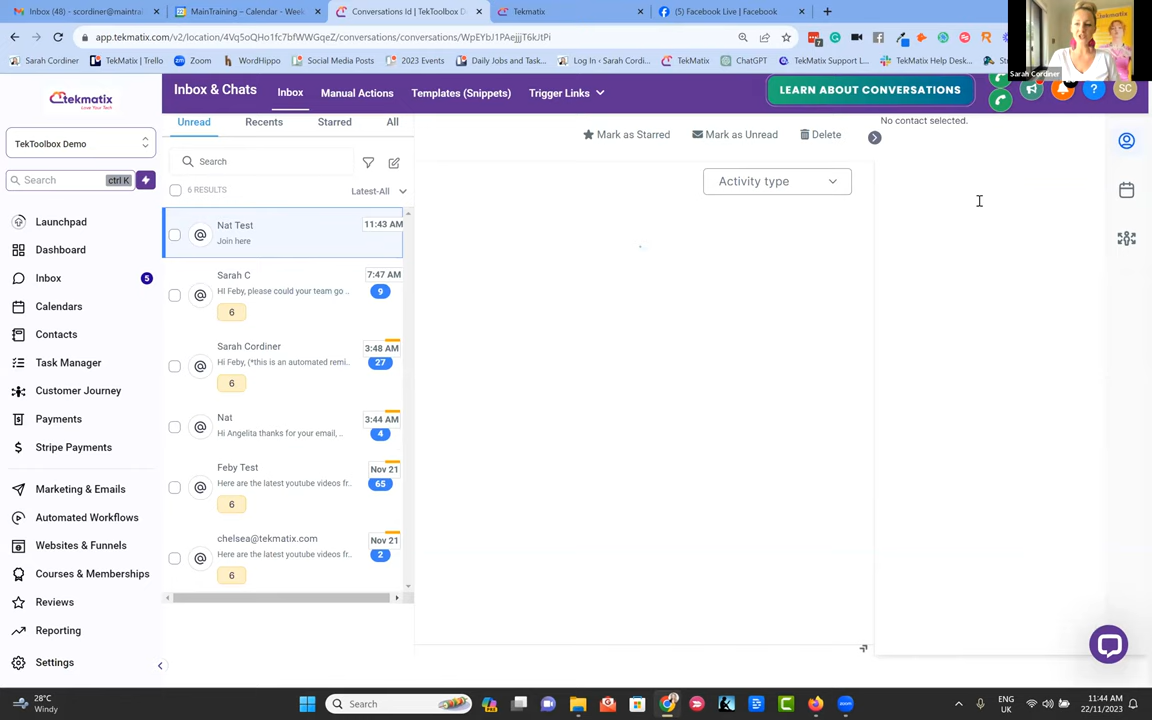 Inbox (48) - scordiner@maintrai
MainTraining – Calendar - Week
Conversations Id | TekToolbox D
Tekmatix
(5) Facebook Live | Facebook
app.tekmatix.com/v2/location/4Vq5oQHo1fc7bfWWGqeZ/conversations/conversations/WpEYbJ1PAejjjT6kJtPi
Sarah Cordiner
TekMatix | Trello
Zoom
WordHippo
Social Media Posts
2023 Events
Daily Jobs and Task...
Log In ‹ Sarah Cordi...
TekMatix
ChatGPT
TekMatix Support L...
TekMatix Help Desk...
Sarah Cordiner
tekmatix
Love Your Tech
Inbox & Chats
Inbox
Manual Actions
Templates (Snippets)
Trigger Links
LEARN ABOUT CONVERSATIONS
SC
TekToolbox Demo
Search
ctrl K
Launchpad
Dashboard
Inbox
5
Calendars
Contacts
Task Manager
Customer Journey
Payments
Stripe Payments
Marketing & Emails
Automated Workflows
Websites & Funnels
Courses & Memberships
Reviews
Reporting
Settings
Unread
Recents
Starred
All
Search
6 RESULTS
Latest-All
Nat Test
11:43 AM
Join here
Sarah C
7:47 AM
HI Feby, please could your team go ..
9
6
Sarah Cordiner
3:48 AM
Hi Feby, (*this is an automated remi..
27
6
Nat
3:44 AM
Hi Angelita thanks for your email, ..
4
Feby Test
Nov 21
Here are the latest youtube videos fr..
65
6
chelsea@tekmatix.com
Nov 21
Here are the latest youtube videos fr..
2
6
Mark as Starred
Mark as Unread
Delete
Activity type
No contact selected.
28°C
Windy
Search
ENG
UK
11:44 AM
22/11/2023